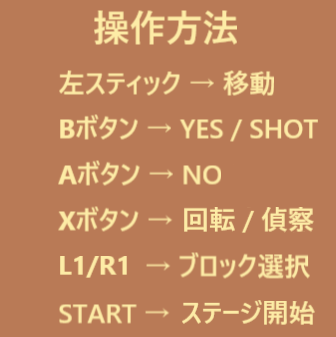 操作方法
左スティック → 移動
Bボタン → YES / SHOT
Aボタン → NO
Xボタン → 回転 / 偵察
L1/R1 → ブロック選択
START → ステージ開始